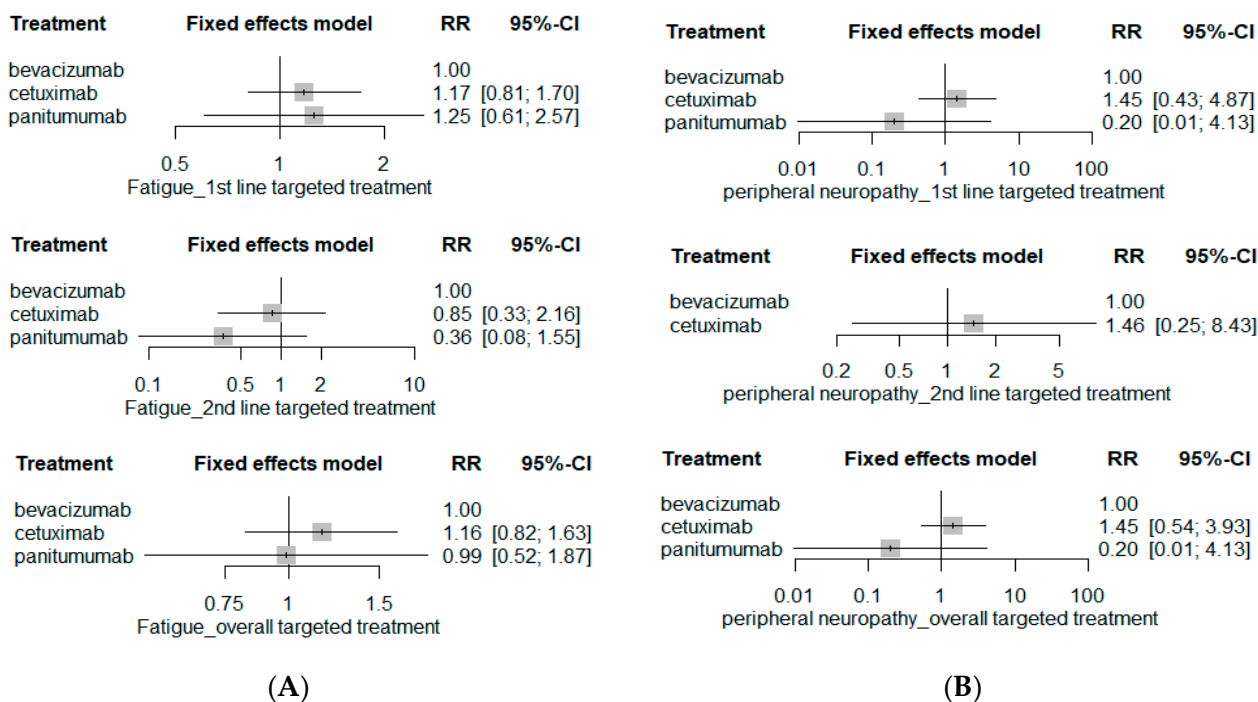 Treatment Fixed effects model RR 95%-CI
bevacizumab 1.00
cetuximab 1.17 [0.81; 1.70]
panitumumab 1.25 [0.61; 2.57]
0.5 1 2
Fatigue_1st line targeted treatment
Treatment Fixed effects model RR 95%-CI
bevacizumab 1.00
cetuximab 0.85 [0.33; 2.16]
panitumumab 0.36 [0.08; 1.55]
0.1 0.5 1 2 10
Fatigue_2nd line targeted treatment
Treatment Fixed effects model RR 95%-CI
bevacizumab 1.00
cetuximab 1.16 [0.82; 1.63]
panitumumab 0.99 [0.52; 1.87]
0.75 1 1.5
Fatigue_overall targeted treatment
(A)
Treatment Fixed effects model RR 95%-CI
bevacizumab 1.00
cetuximab 1.45 [0.43; 4.87]
panitumumab 0.20 [0.01; 4.13]
0.01 0.1 1 10 100
peripheral neuropathy_1st line targeted treatment
Treatment Fixed effects model RR 95%-CI
bevacizumab 1.00
cetuximab 1.46 [0.25; 8.43]
0.2 0.5 1 2 5
peripheral neuropathy_2nd line targeted treatment
Treatment Fixed effects model RR 95%-CI
bevacizumab 1.00
cetuximab 1.45 [0.54; 3.93]
panitumumab 0.20 [0.01; 4.13]
0.01 0.1 1 10 100
peripheral neuropathy_overall targeted treatment
(B)